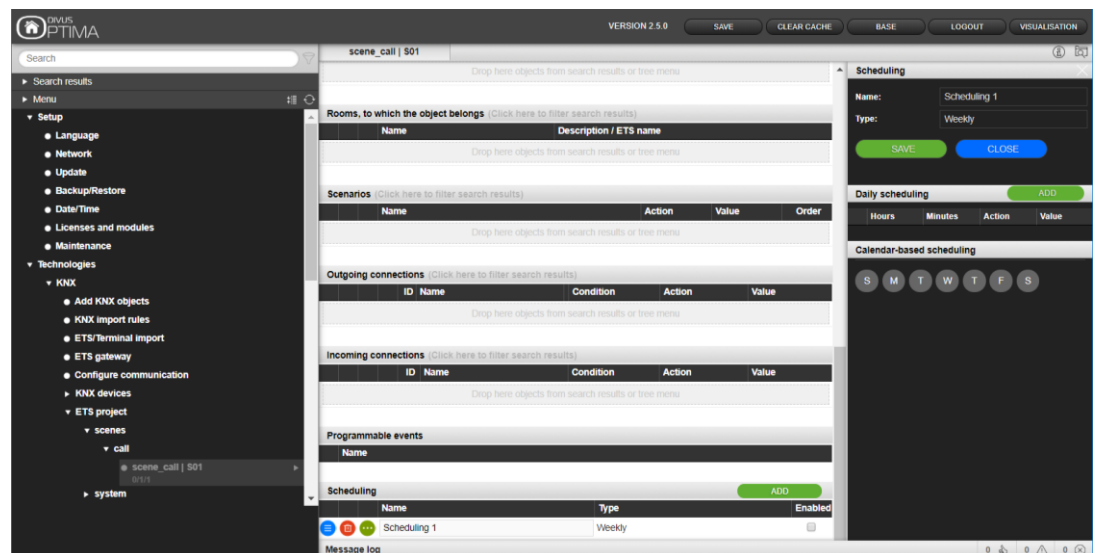 DIVUS
OPTIMA
VERSION 2.5.0 SAVE CLEAR CACHE BASE LOGOUT VISUALISATION
Search
Search results
Menu
Setup
Language
Network
Update
Backup/Restore
Date/Time
Licenses and modules
Maintenance
Technologies
KNX
Add KNX objects
KNX import rules
ETS/Terminal import
ETS gateway
Configure communication
KNX devices
ETS project
scenes
call
scene_call | S01
0/1/1
system
scene_call | S01
Drop here objects from search results or tree menu
Rooms, to which the object belongs (Click here to filter search results)
Name Description / ETS name
Drop here objects from search results or tree menu
Scenarios (Click here to filter search results)
Name Action Value Order
Drop here objects from search results or tree menu
Outgoing connections (Click here to filter search results)
ID Name Condition Action Value
Drop here objects from search results or tree menu
Incoming connections (Click here to filter search results)
ID Name Condition Action Value
Drop here objects from search results or tree menu
Programmable events
Name
Scheduling ADD
Name Type Enabled
Scheduling 1 Weekly
Message log 0 0 0
Scheduling
Name: Scheduling 1
Type: Weekly
SAVE CLOSE
Daily scheduling ADD
Hours Minutes Action Value
Calendar-based scheduling
S M T W T F S